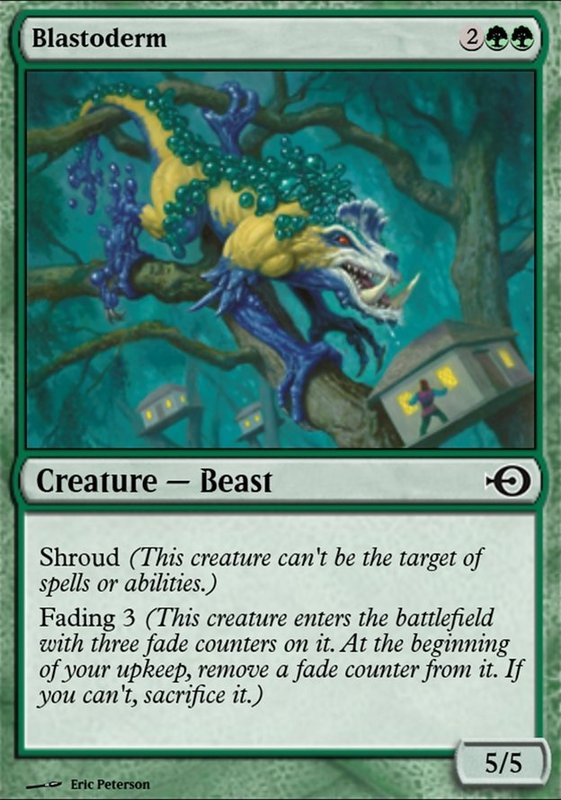 Blastoderm 2
Creature — Beast
Shroud (This creature can't be the target of
spells or abilities.)
Fading 3 (This creature enters the battlefield
with three fade counters on it. At the beginning
of your upkeep, remove a fade counter from it. If
you can't, sacrifice it.)
5/5
Eric Peterson